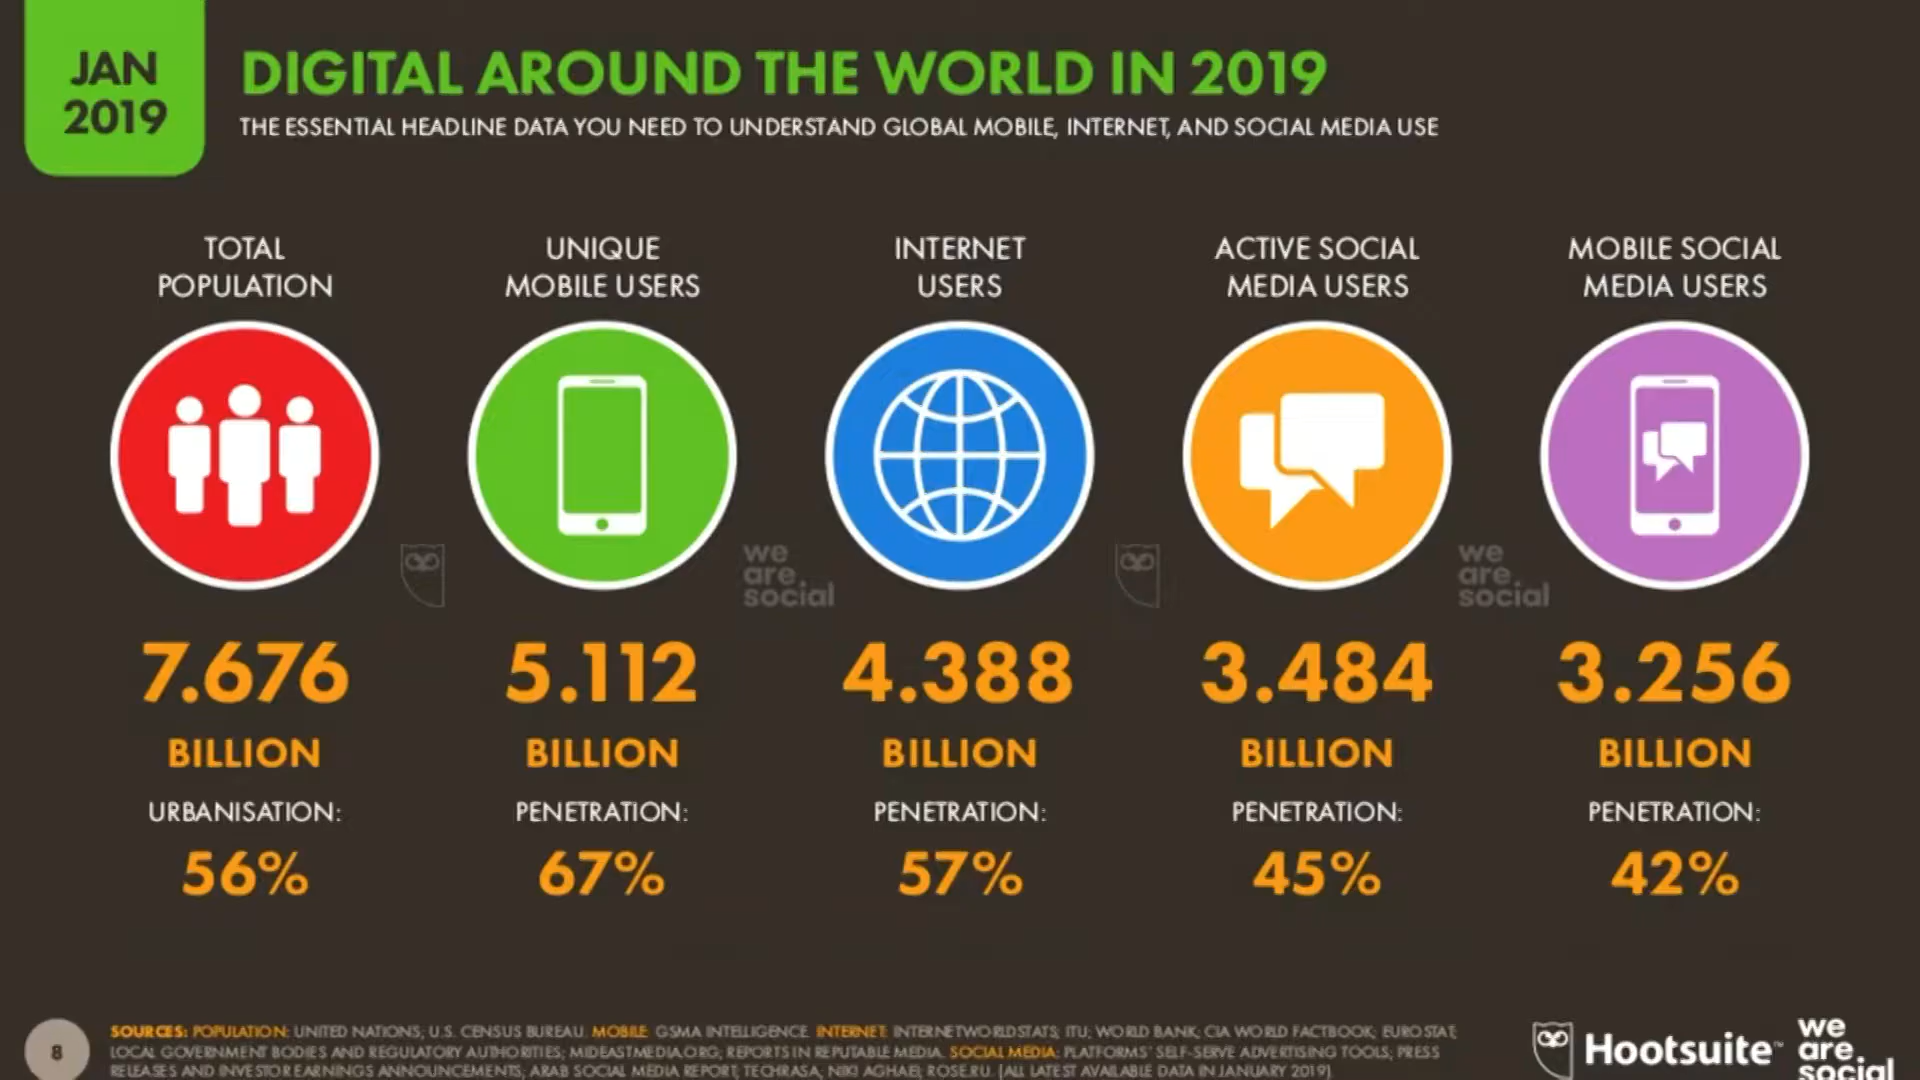 JAN
2019
DIGITAL AROUND THE WORLD IN 2019
THE ESSENTIAL HEADLINE DATA YOU NEED TO UNDERSTAND GLOBAL MOBILE, INTERNET, AND SOCIAL MEDIA USE
TOTAL
POPULATION
UNIQUE
MOBILE USERS
INTERNET
USERS
ACTIVE SOCIAL
MEDIA USERS
MOBILE SOCIAL
MEDIA USERS
we
are.
social
we
are.
social
7.676
BILLION
URBANISATION:
56%
5.112
BILLION
PENETRATION:
67%
4.388
BILLION
PENETRATION:
57%
3.484
BILLION
PENETRATION:
45%
3.256
BILLION
PENETRATION:
42%
8
SOURCES: POPULATION: UNITED NATIONS; U.S. CENSUS BUREAU. MOBILE: GSMA INTELLIGENCE. INTERNET: INTERNETWORLDSTATS; ITU; WORLD BANK; CIA WORLD FACTBOOK; EUROSTAT;
LOCAL GOVERNMENT BODIES AND REGULATORY AUTHORITIES; MIDEASTMEDIA.ORG; REPORTS IN REPUTABLE MEDIA. SOCIAL MEDIA: PLATFORMS' SELF-SERVE ADVERTISING TOOLS; PRESS
RELEASES AND INVESTOR EARNINGS ANNOUNCEMENTS; ARAB SOCIAL MEDIA REPORT; TECHRASA; NIKI AGHAEI; ROSE.RU. (ALL LATEST AVAILABLE DATA IN JANUARY 2019).
Hootsuite™
we
are.
social